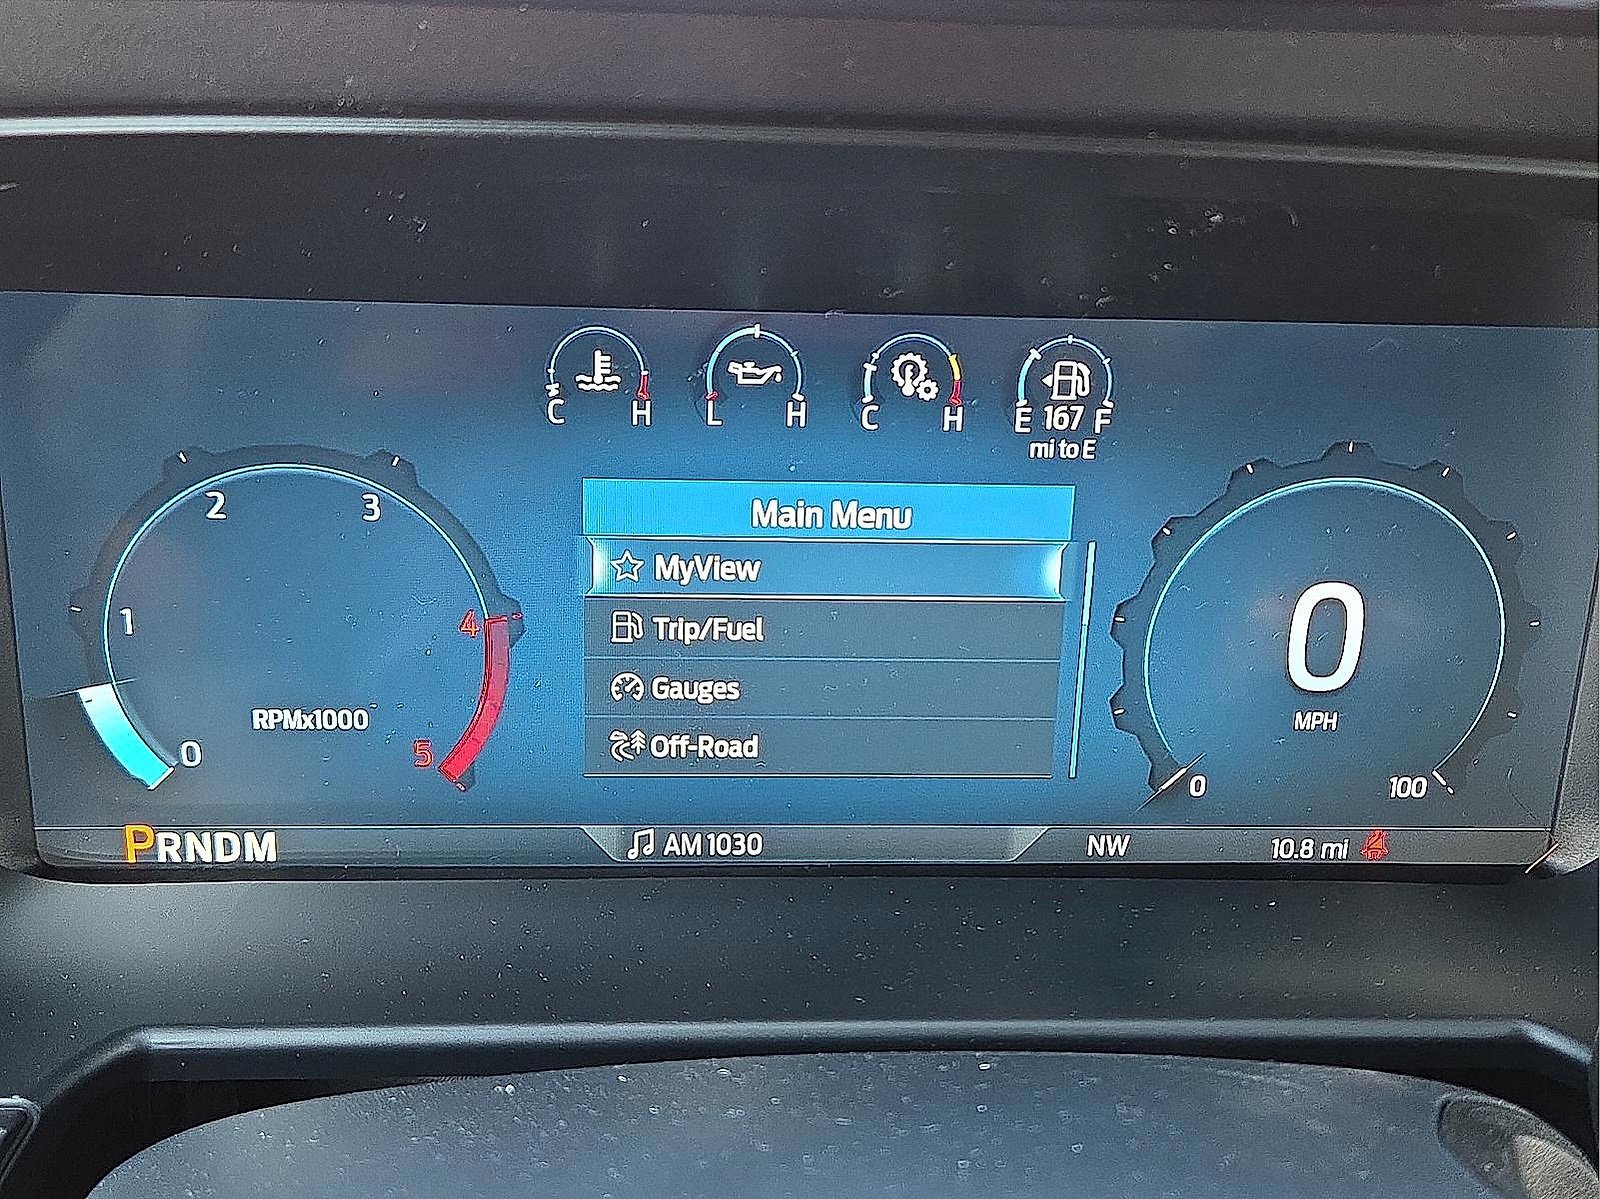 C H
L H
C H
E 167 F
mi to E
0
1
2
3
4
5
RPMx1000
Main Menu
MyView
Trip/Fuel
Gauges
Off-Road
0
MPH
0
100
PRNDM
AM 1030
NW
10.8 mi